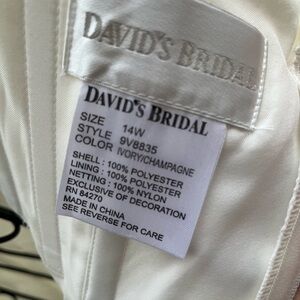 DAVID'S BRIDAL
DAVID'S BRIDAL
SIZE 14W
STYLE 9V8835
COLOR IVORY/CHAMPAGNE
SHELL : 100% POLYESTER
LINING : 100% POLYESTER
NETTING : 100% NYLON
EXCLUSIVE OF DECORATION
RN 84270
MADE IN CHINA
SEE REVERSE FOR CARE